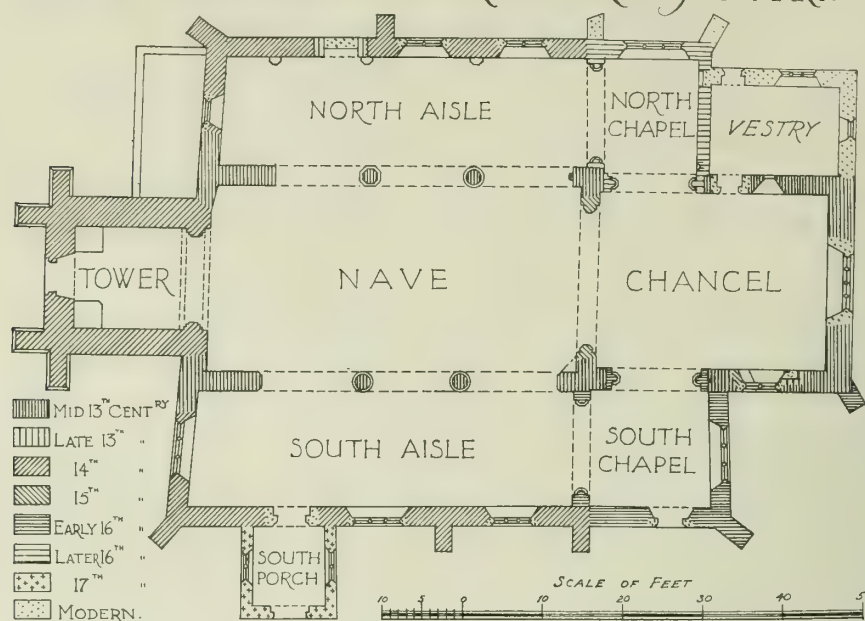 NORTH AISLE
NORTH
CHAPEL
VESTRY
TOWER
NAVE
CHANCEL
SOUTH AISLE
SOUTH
CHAPEL
SOUTH
PORCH
MID 13TH CENTRY
LATE 13TH "
14TH "
15TH "
EARLY 16TH "
LATER 16TH "
17TH "
MODERN.
SCALE OF FEET
10 5 0 10 20 30 40 5